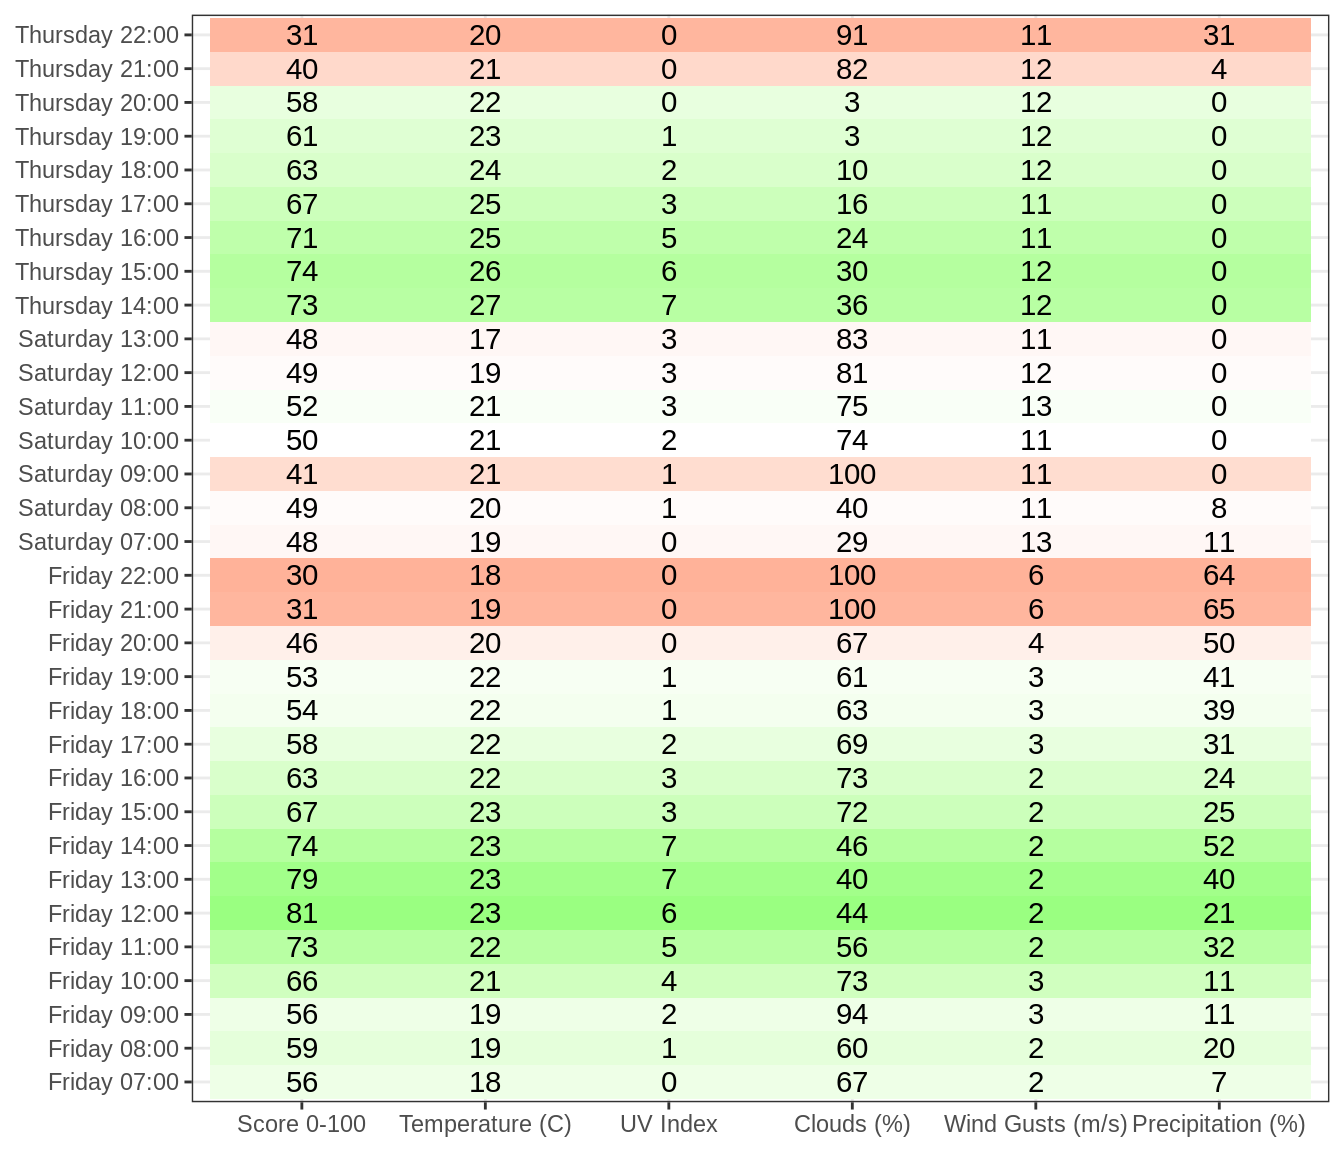 Thursday 22:00 31 20 0 91 11 31
Thursday 21:00 40 21 0 82 12 4
Thursday 20:00 58 22 0 3 12 0
Thursday 19:00 61 23 1 3 12 0
Thursday 18:00 63 24 2 10 12 0
Thursday 17:00 67 25 3 16 11 0
Thursday 16:00 71 25 5 24 11 0
Thursday 15:00 74 26 6 30 12 0
Thursday 14:00 73 27 7 36 12 0
Saturday 13:00 48 17 3 83 11 0
Saturday 12:00 49 19 3 81 12 0
Saturday 11:00 52 21 3 75 13 0
Saturday 10:00 50 21 2 74 11 0
Saturday 09:00 41 21 1 100 11 0
Saturday 08:00 49 20 1 40 11 8
Saturday 07:00 48 19 0 29 13 11
Friday 22:00 30 18 0 100 6 64
Friday 21:00 31 19 0 100 6 65
Friday 20:00 46 20 0 67 4 50
Friday 19:00 53 22 1 61 3 41
Friday 18:00 54 22 1 63 3 39
Friday 17:00 58 22 2 69 3 31
Friday 16:00 63 22 3 73 2 24
Friday 15:00 67 23 3 72 2 25
Friday 14:00 74 23 7 46 2 52
Friday 13:00 79 23 7 40 2 40
Friday 12:00 81 23 6 44 2 21
Friday 11:00 73 22 5 56 2 32
Friday 10:00 66 21 4 73 3 11
Friday 09:00 56 19 2 94 3 11
Friday 08:00 59 19 1 60 2 20
Friday 07:00 56 18 0 67 2 7
Score 0-100 Temperature (C) UV Index Clouds (%) Wind Gusts (m/s) Precipitation (%)